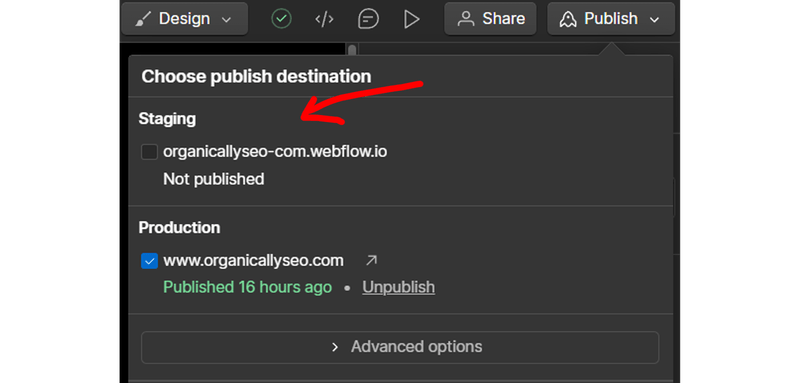 Design
Share
Publish
Choose publish destination
Staging
organicallyseo-com.webflow.io
Not published
Production
www.organicallyseo.com
Published 16 hours ago • Unpublish
Advanced options